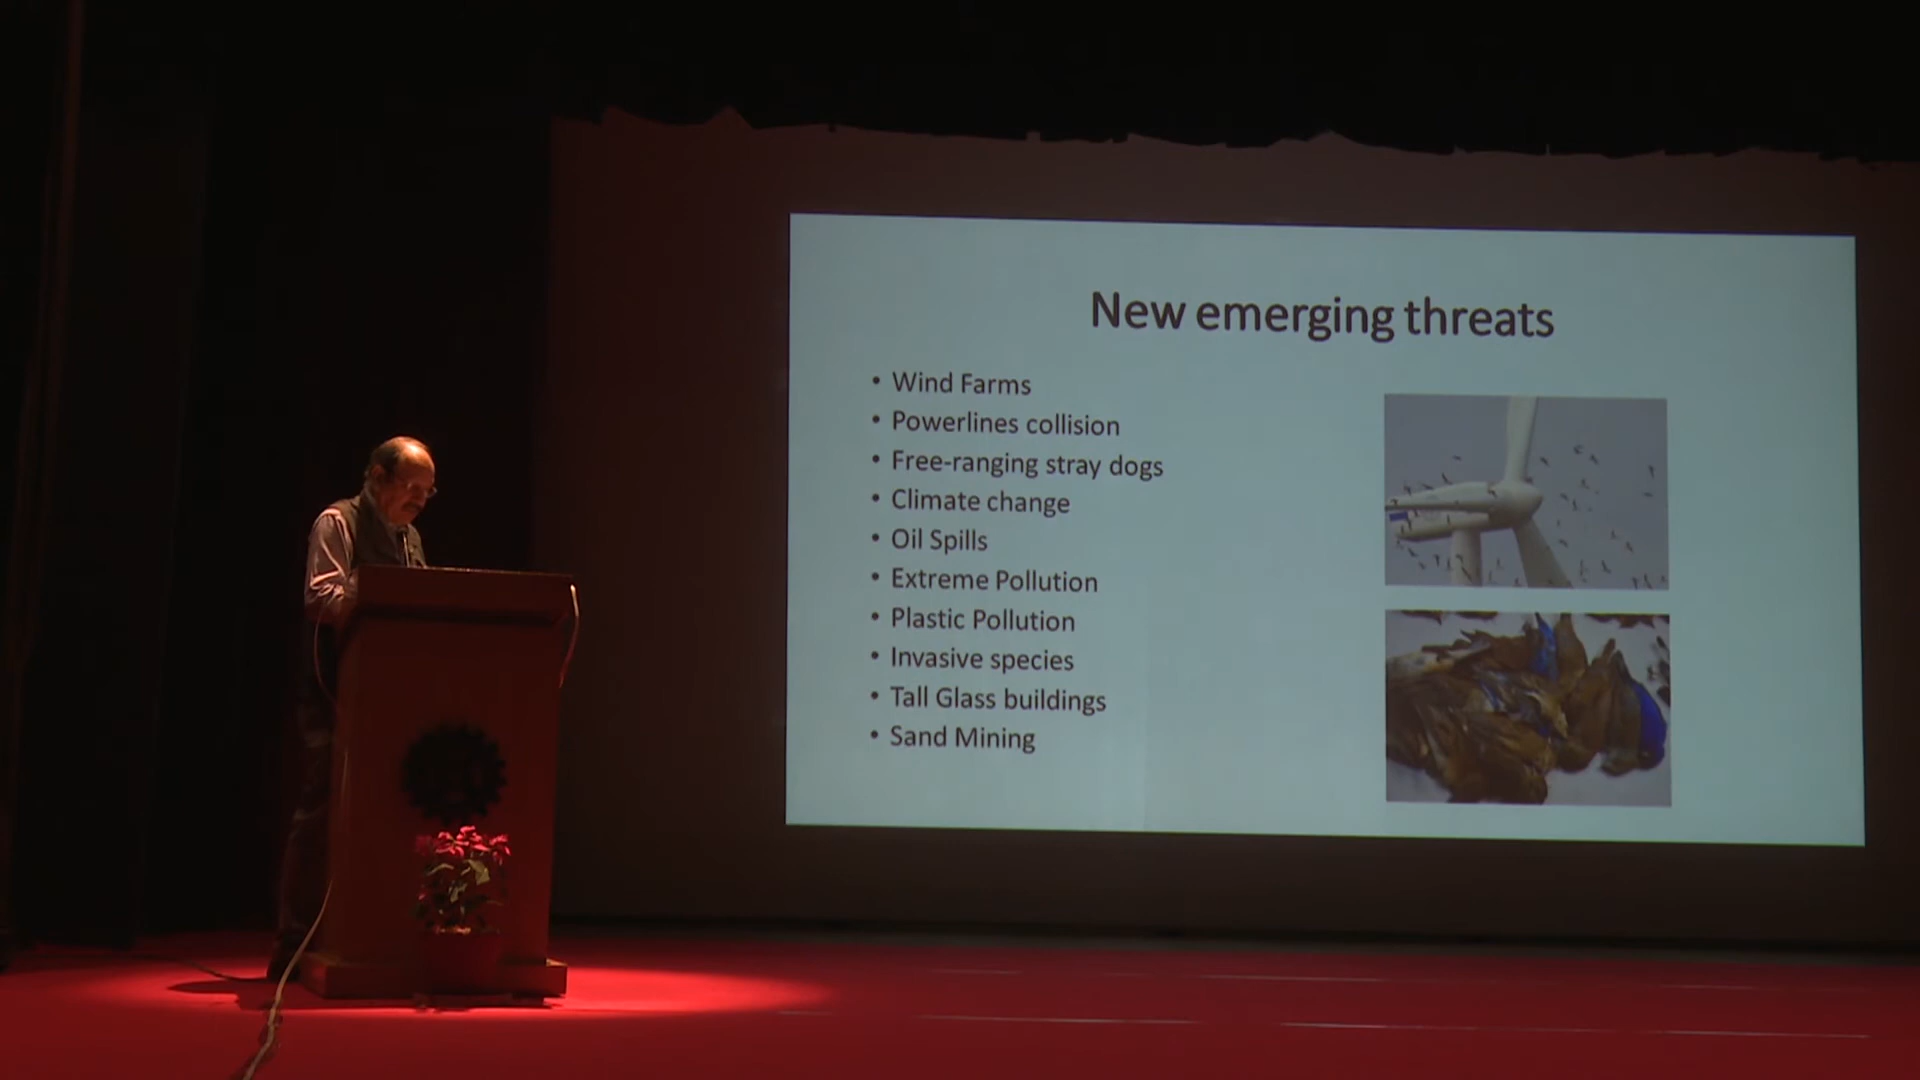 New emerging threats
• Wind Farms
• Powerlines collision
• Free-ranging stray dogs
• Climate change
• Oil Spills
• Extreme Pollution
• Plastic Pollution
• Invasive species
• Tall Glass buildings
• Sand Mining